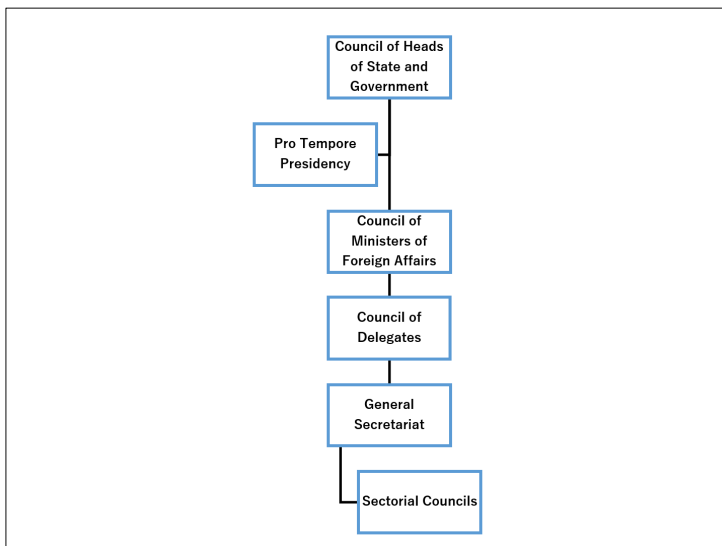 Council of Heads
of State and
Government
Pro Tempore
Presidency
Council of
Ministers of
Foreign Affairs
Council of
Delegates
General
Secretariat
Sectorial Councils